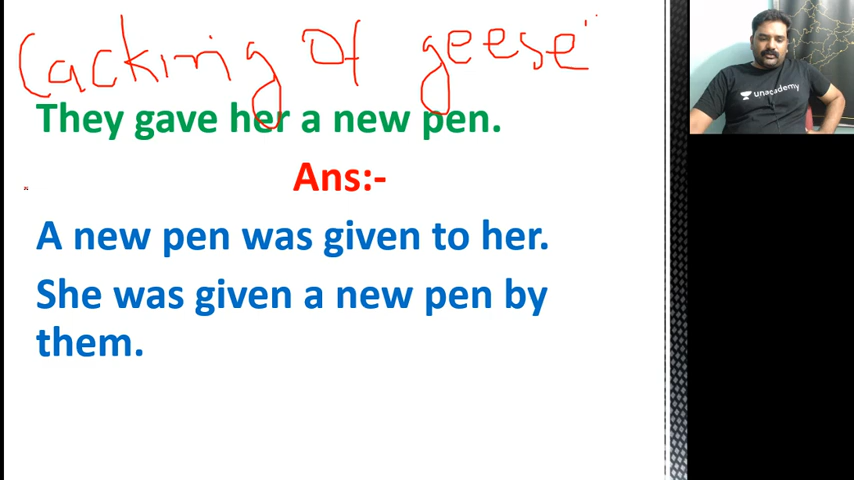 Cacking of geese
They gave her a new pen.
Ans:-
A new pen was given to her.
She was given a new pen by
them.
unacademy